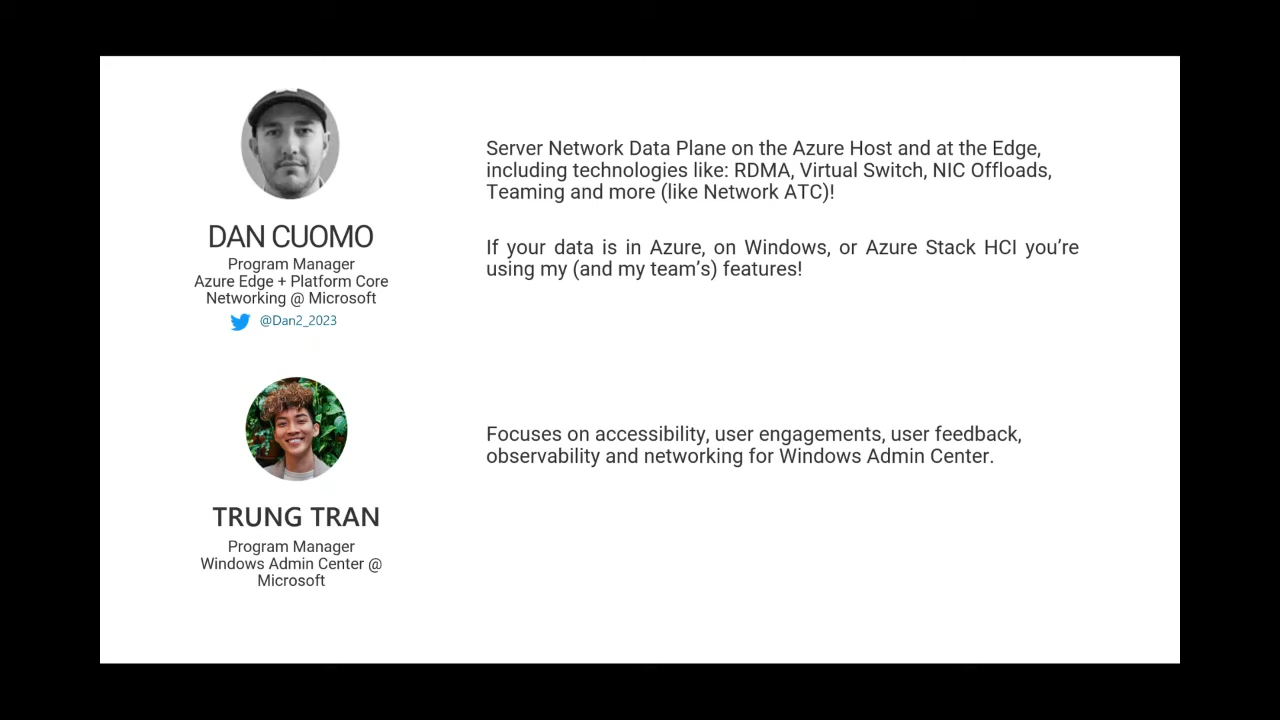 DAN CUOMO
Program Manager
Azure Edge + Platform Core
Networking @ Microsoft
@Dan2_2023
Server Network Data Plane on the Azure Host and at the Edge,
including technologies like: RDMA, Virtual Switch, NIC Offloads,
Teaming and more (like Network ATC)!
If your data is in Azure, on Windows, or Azure Stack HCI you’re
using my (and my team’s) features!
TRUNG TRAN
Program Manager
Windows Admin Center @
Microsoft
Focuses on accessibility, user engagements, user feedback,
observability and networking for Windows Admin Center.